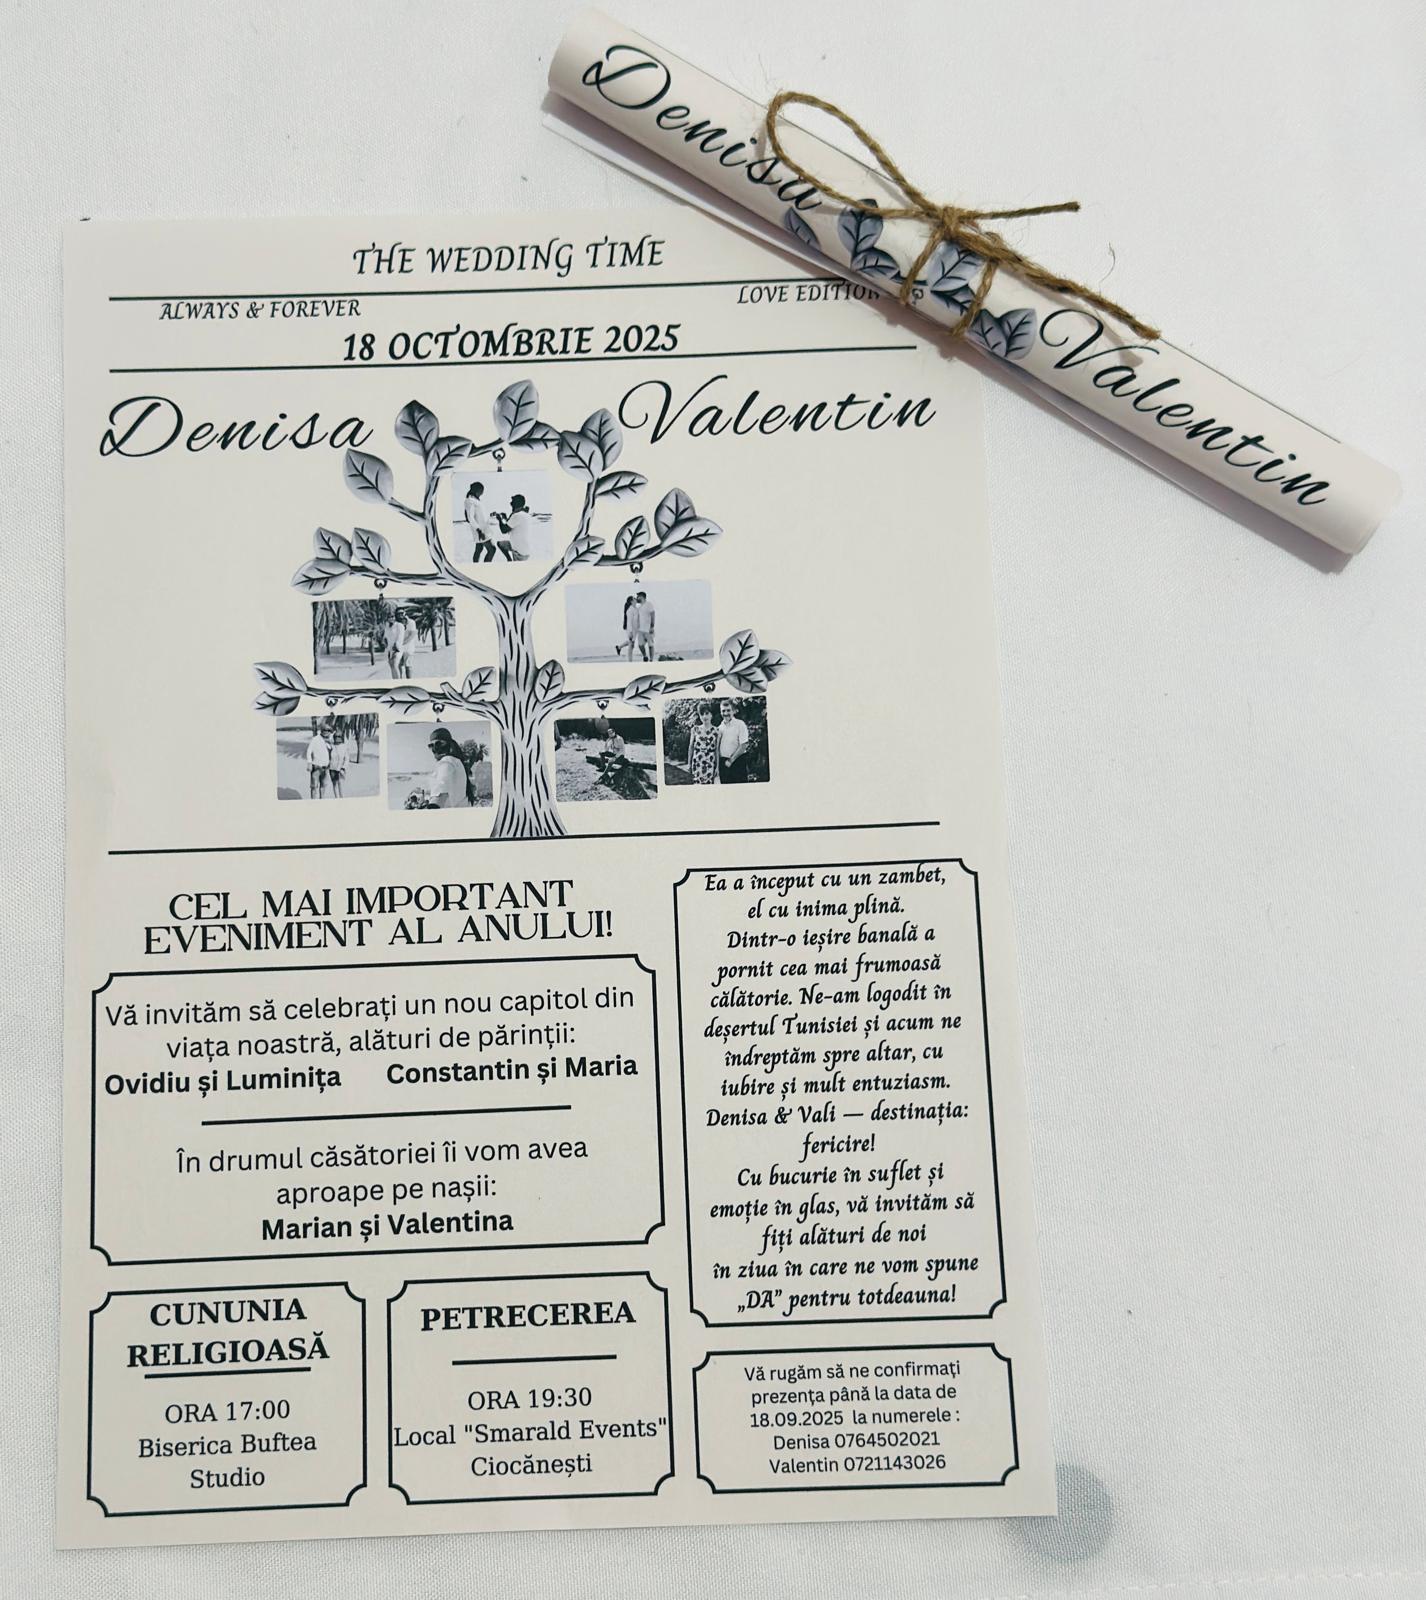 Denisa
Valentin
THE WEDDING TIME
ALWAYS & FOREVER
LOVE EDITION
18 OCTOMBRIE 2025
Denisa
Valentin
CEL MAI IMPORTANT
EVENIMENT AL ANULUI!
Vă invităm să celebrați un nou capitol din
viața noastră, alături de părinții:
Ovidiu și Luminița Constantin și Maria
În drumul căsătoriei îi vom avea
aproape pe nașii:
Marian și Valentina
CUNUNIA
RELIGIOASĂ
ORA 17:00
Biserica Buftea
Studio
PETRECEREA
ORA 19:30
Local "Smarald Events"
Ciocănești
Ea a început cu un zambet,
el cu inima plină.
Dintr-o ieșire banală a
pornit cea mai frumoasă
călătorie. Ne-am logodit în
deșertul Tunisiei și acum ne
îndreptăm spre altar, cu
iubire și mult entuziasm.
Denisa & Vali — destinația:
fericire!
Cu bucurie în suflet și
emoție în glas, vă invităm să
fiți alături de noi
în ziua în care ne vom spune
„DA” pentru totdeauna!
Vă rugăm să ne confirmați
prezența până la data de
18.09.2025 la numerele :
Denisa 0764502021
Valentin 0721143026